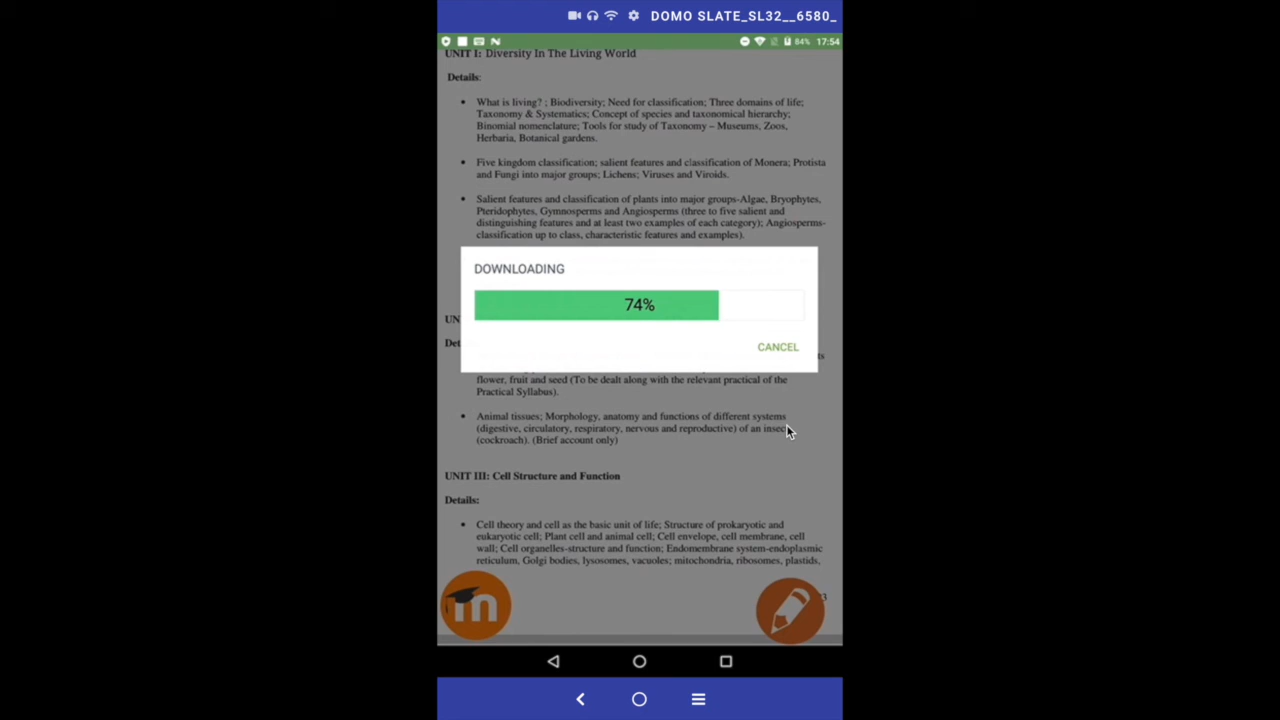 DOMO SLATE_SL32__6580_
84% 17:54
UNIT I: Diversity In The Living World
Details:
What is living? ; Biodiversity; Need for classification; Three domains of life;
Taxonomy & Systematics; Concept of species and taxonomical hierarchy;
Binomial nomenclature; Tools for study of Taxonomy – Museums, Zoos,
Herbaria, Botanical gardens.
Five kingdom classification; salient features and classification of Monera; Protista
and Fungi into major groups; Lichens; Viruses and Viroids.
Salient features and classification of plants into major groups-Algae, Bryophytes,
Pteridophytes, Gymnosperms and Angiosperms (three to five salient and
distinguishing features and at least two examples of each category); Angiosperms-
classification up to class, characteristic features and examples).
DOWNLOADING
74%
CANCEL
flower, fruit and seed (To be dealt along with the relevant practical of the
Practical Syllabus).
Animal tissues; Morphology, anatomy and functions of different systems
(digestive, circulatory, respiratory, nervous and reproductive) of an insec
(cockroach). (Brief account only)
UNIT III: Cell Structure and Function
Details:
Cell theory and cell as the basic unit of life; Structure of prokaryotic and
eukaryotic cell; Plant cell and animal cell; Cell envelope, cell membrane, cell
wall; Cell organelles-structure and function; Endomembrane system-endoplasmic
reticulum, Golgi bodies, lysosomes, vacuoles; mitochondria, ribosomes, plastids,
m